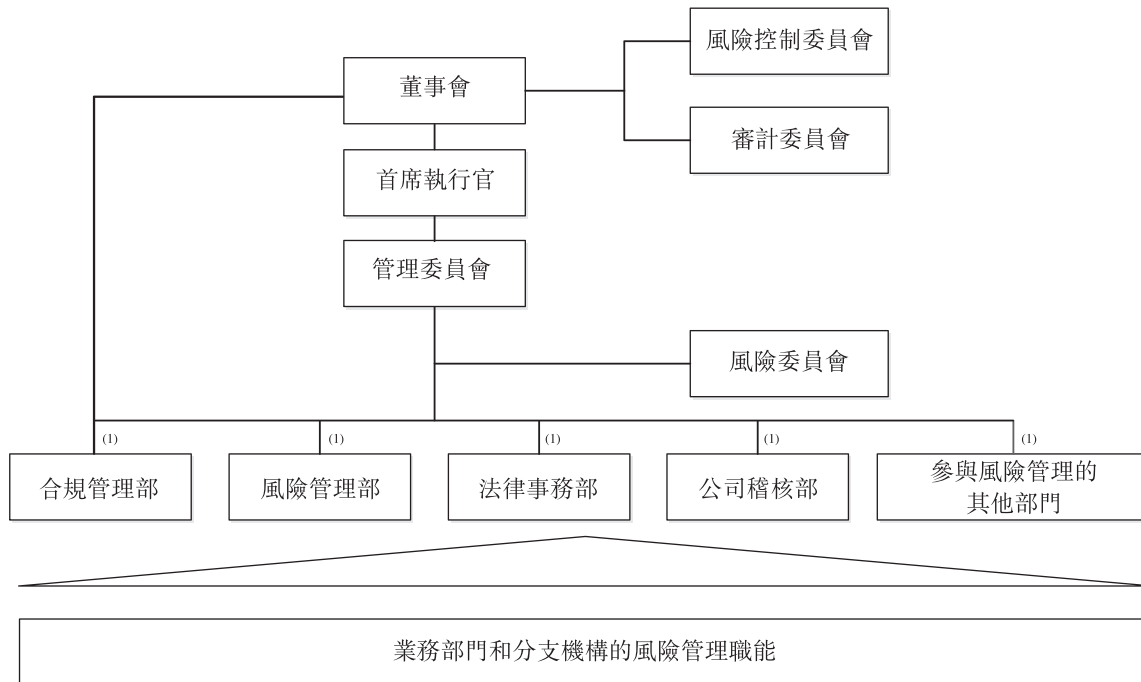 風險控制委員會
董事會
審計委員會
首席執行官
管理委員會
風險委員會
(1)
(1)
(1)
(1)
(1)
合規管理部
風險管理部
法律事務部
公司稽核部
參與風險管理的
其他部門
業務部門和分支機構的風險管理職能